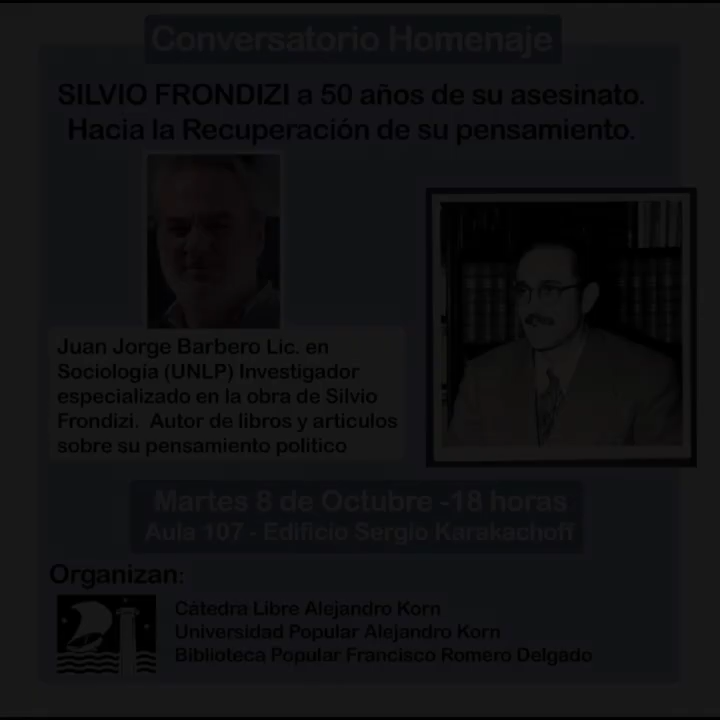 Conversatorio Homenaje
SILVIO FRONDIZI a 50 años de su asesinato.
Hacia la Recuperación de su pensamiento.
Juan Jorge Barbero Lic. en
Sociología (UNLP) Investigador
especializado en la obra de Silvio
Frondizi. Autor de libros y articulos
sobre su pensamiento político
Martes 8 de Octubre -18 horas
Aula 107 - Edificio Sergio Karakachoff
Organizan:
Cátedra Libre Alejandro Korn
Universidad Popular Alejandro Korn
Biblioteca Popular Francisco Romero Delgado